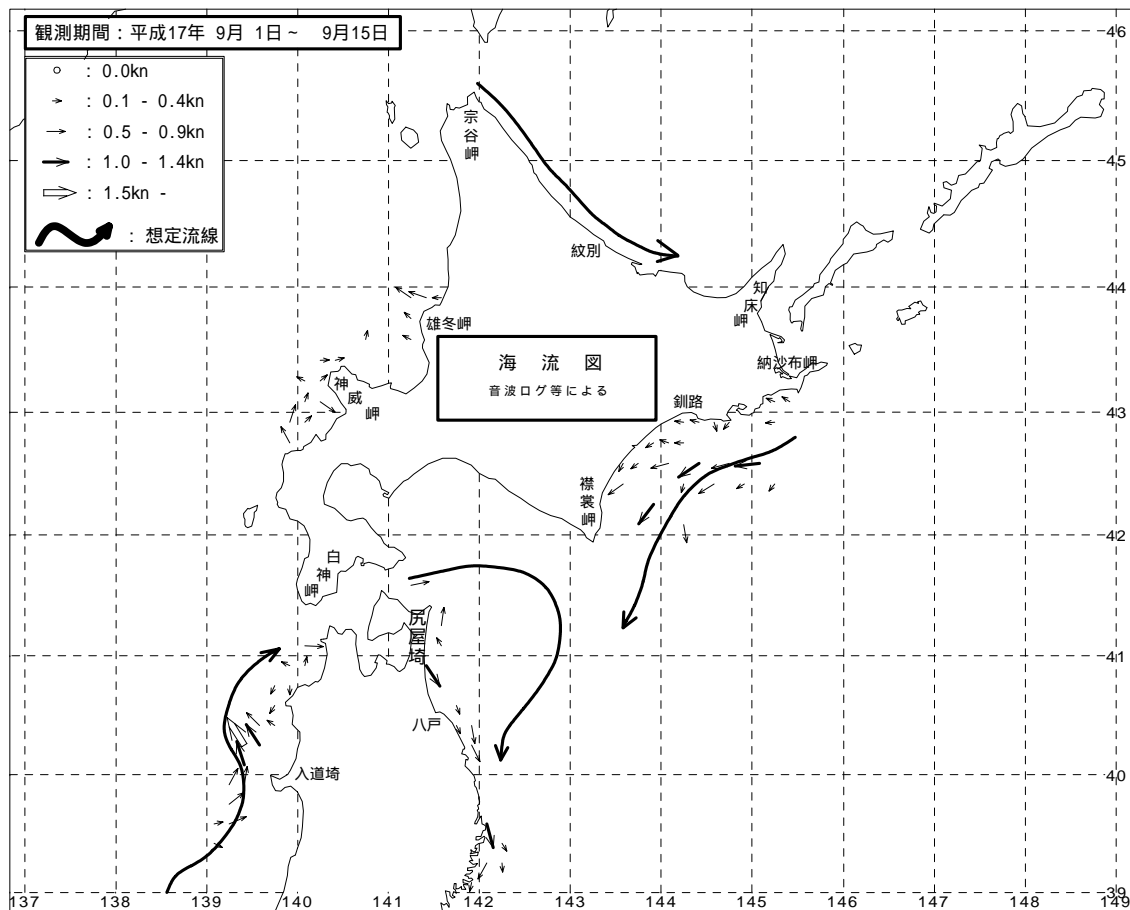 観測期間：平成17年 9月 1日～ 9月15日
：0.0kn
：0.1 - 0.4kn
：0.5 - 0.9kn
：1.0 - 1.4kn
：1.5kn -
：想定流線
海 流 図
音波ログ等による
宗谷岬
紋別
知床岬
納沙布岬
釧路
雄冬岬
神威岬
襟裳岬
白神岬
尻屋埼
八戸
入道埼
46
45
44
43
42
41
40
39
137 138 139 140 141 142 143 144 145 146 147 148 149